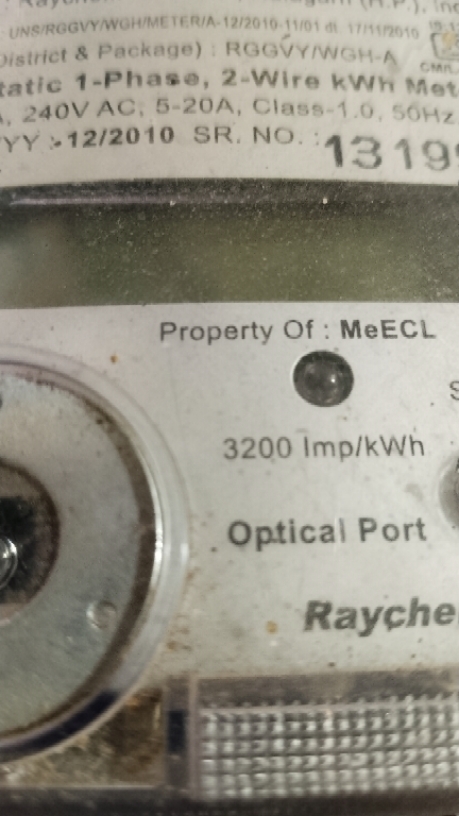 UNS/RGGVY/WGH/METER/A-12/2010-11/01 dt. 17/11/2010
District & Package) : RGGVY/WGH-A
tatic 1-Phase, 2-Wire kWh Met
, 240V AC, 5-20A, Class-1.0, 50Hz
YY :-12/2010 SR. NO. : 1319
Property Of : MeECL
3200 Imp/kWh
Optical Port
Rayche